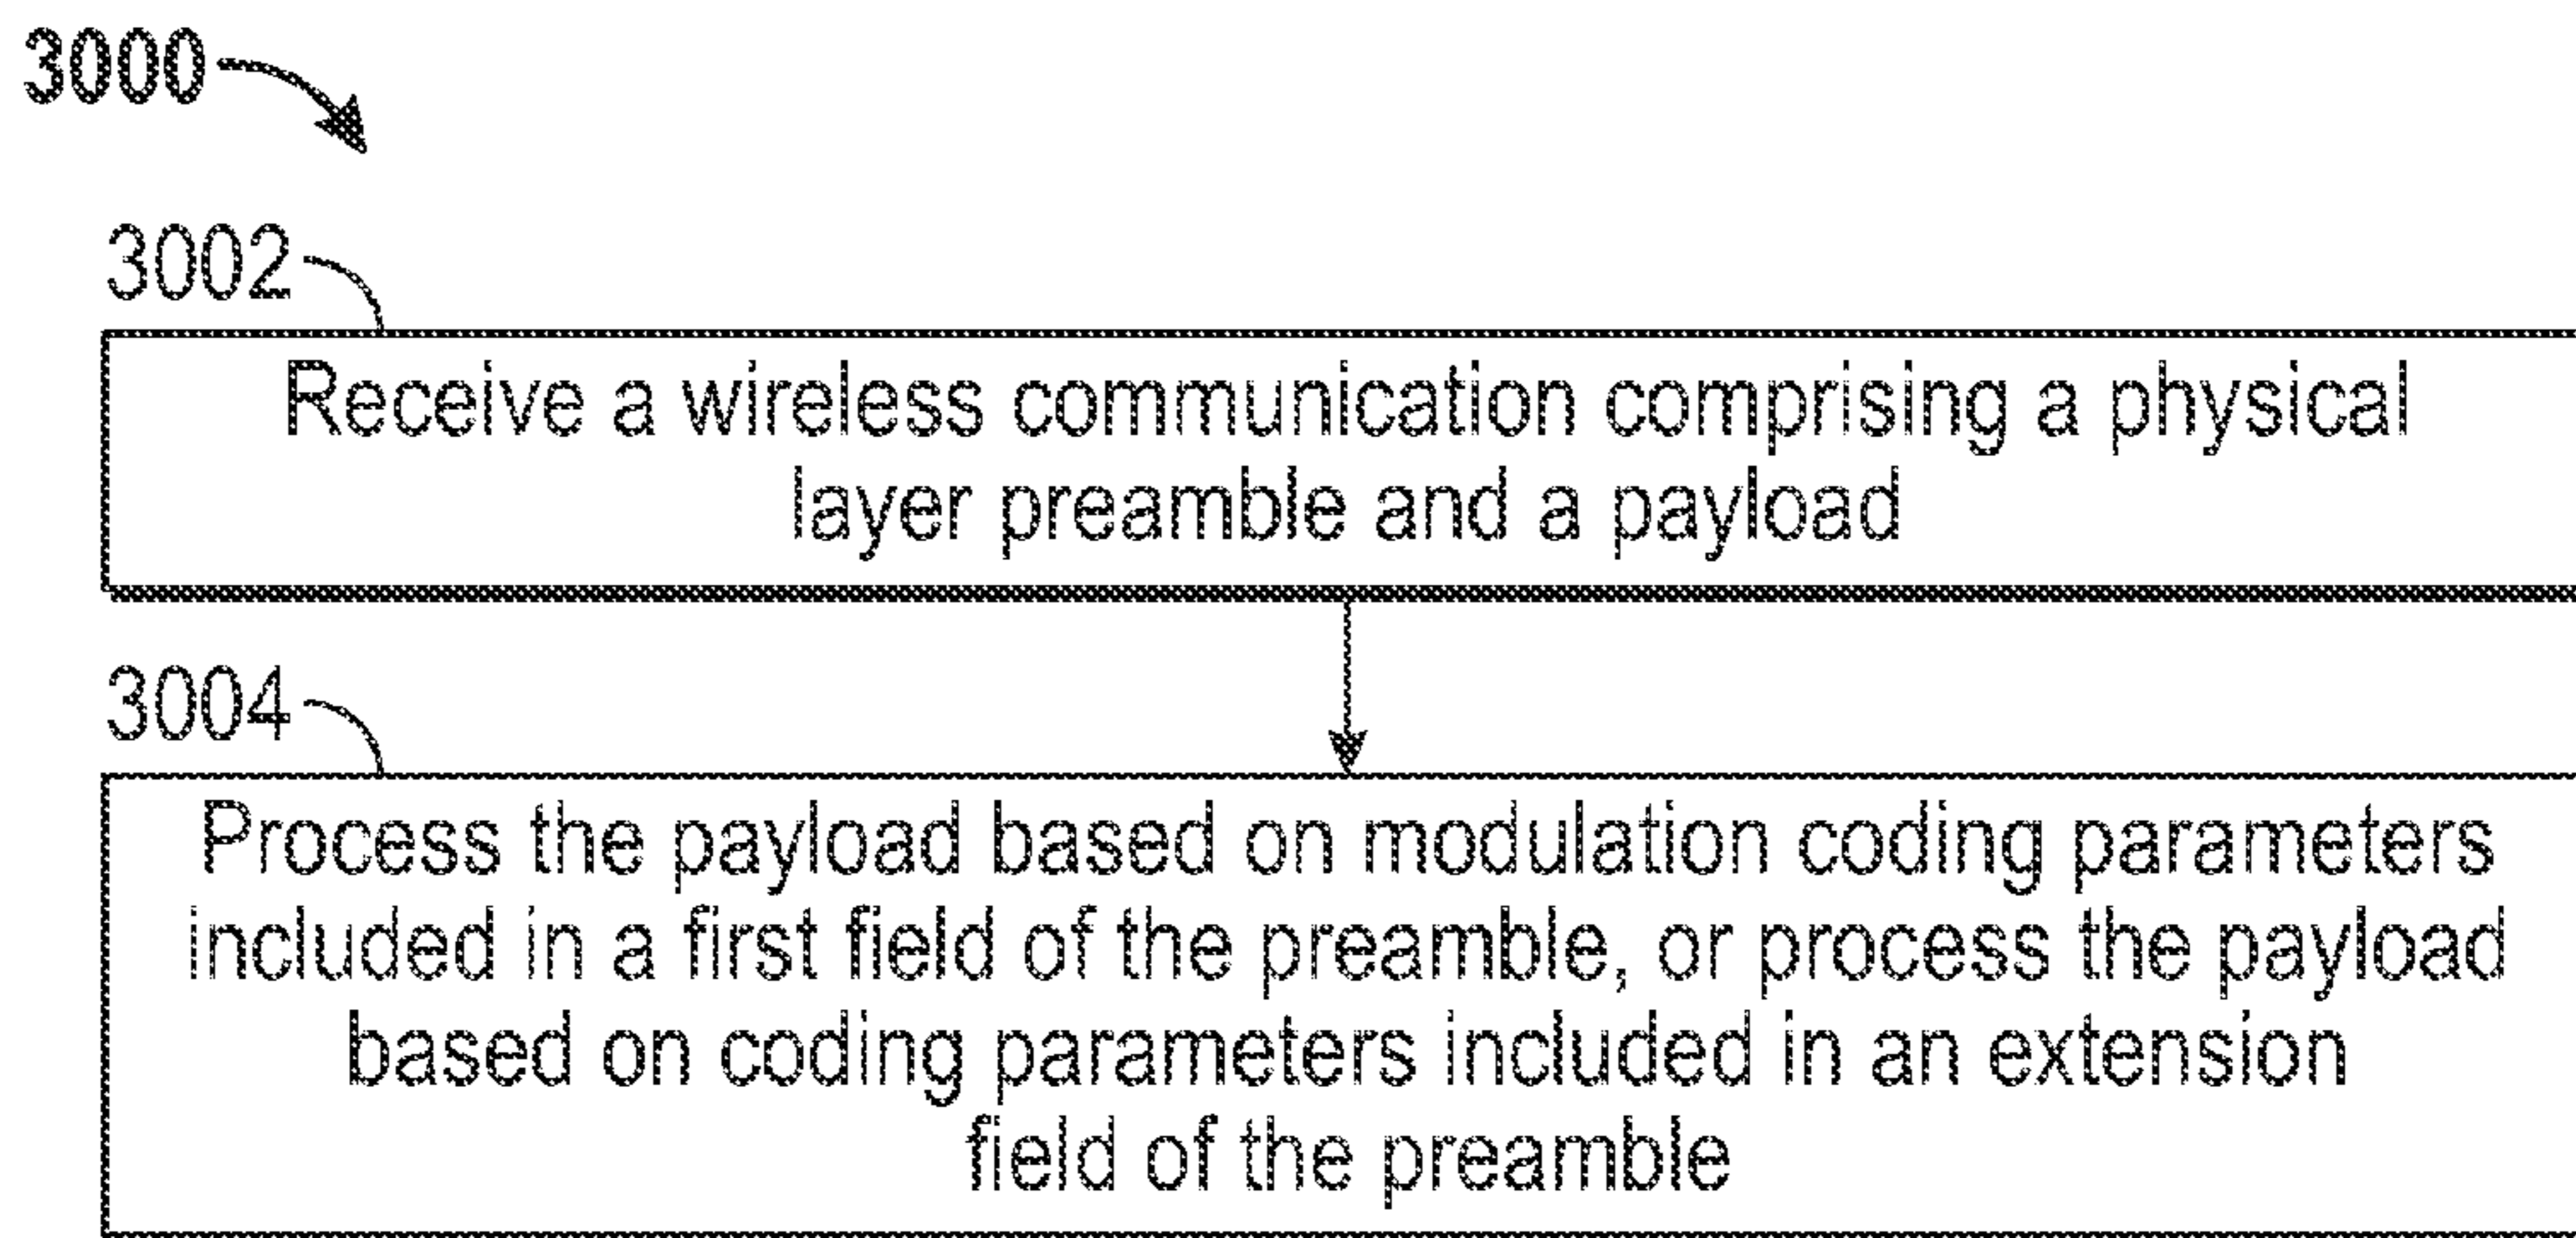 3000
3002
Receive a wireless communication comprising a physical
layer preamble and a payload
3004
Process the payload based on modulation coding parameters
included in a first field of the preamble, or process the payload
based on coding parameters included in an extension
field of the preamble